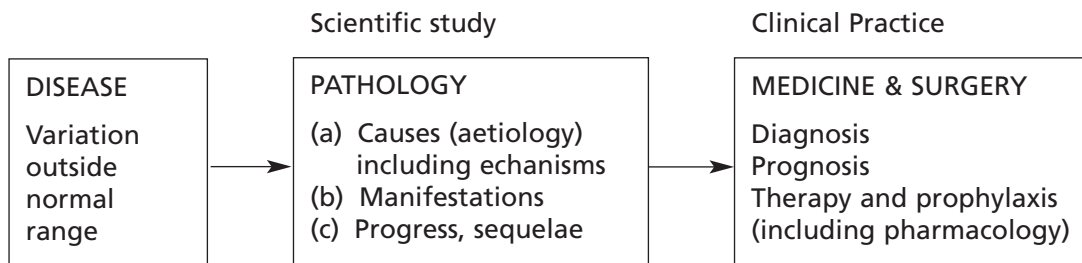 Scientific study
Clinical Practice
DISEASE
Variation
outside
normal
range
PATHOLOGY
(a) Causes (aetiology)
including echanisms
(b) Manifestations
(c) Progress, sequelae
MEDICINE & SURGERY
Diagnosis
Prognosis
Therapy and prophylaxis
(including pharmacology)